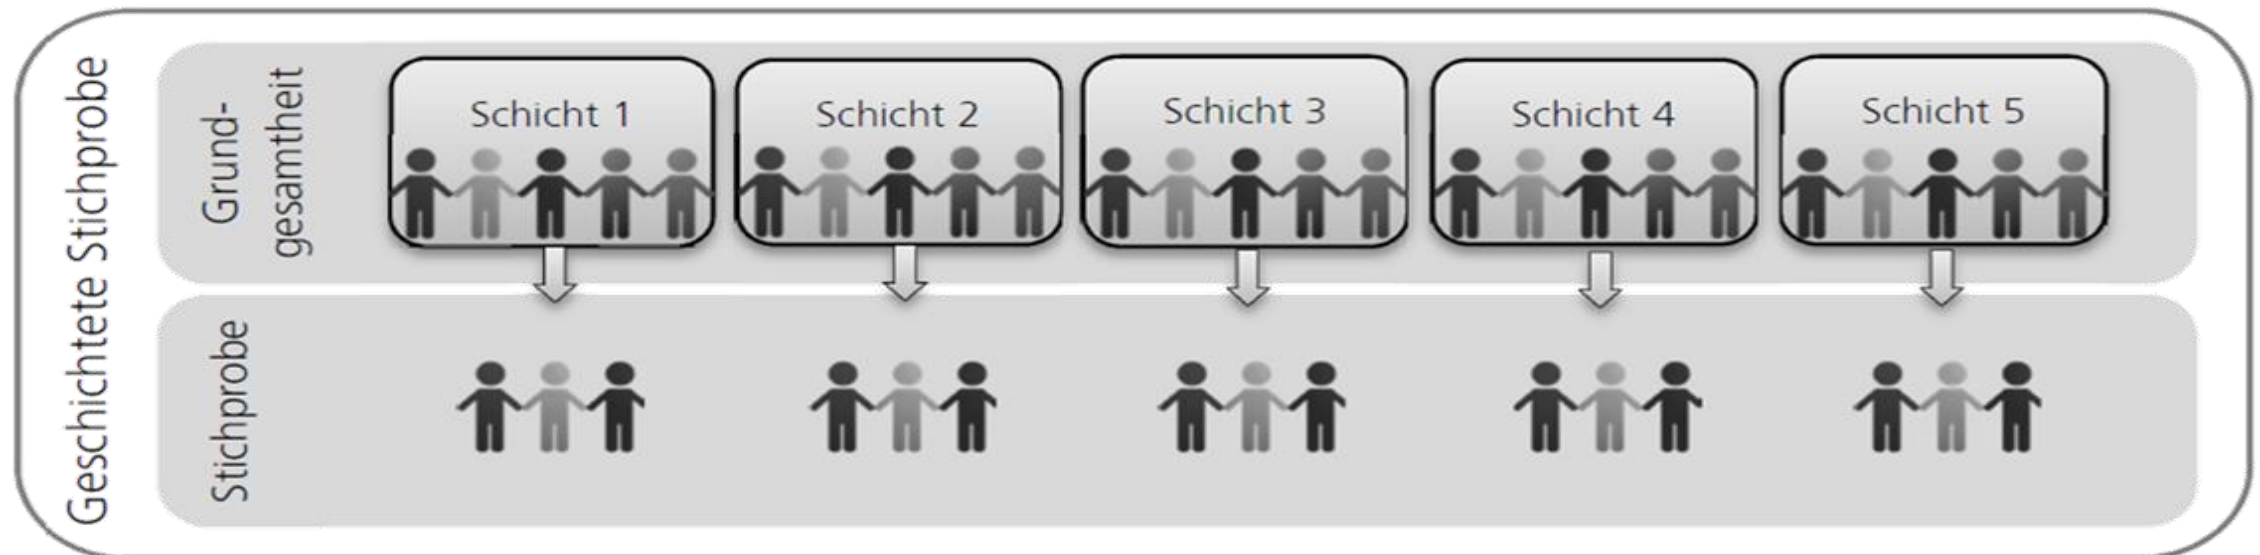 Geschichtete Stichprobe
Grund-
gesamtheit
Schicht 1
Schicht 2
Schicht 3
Schicht 4
Schicht 5
Stichprobe